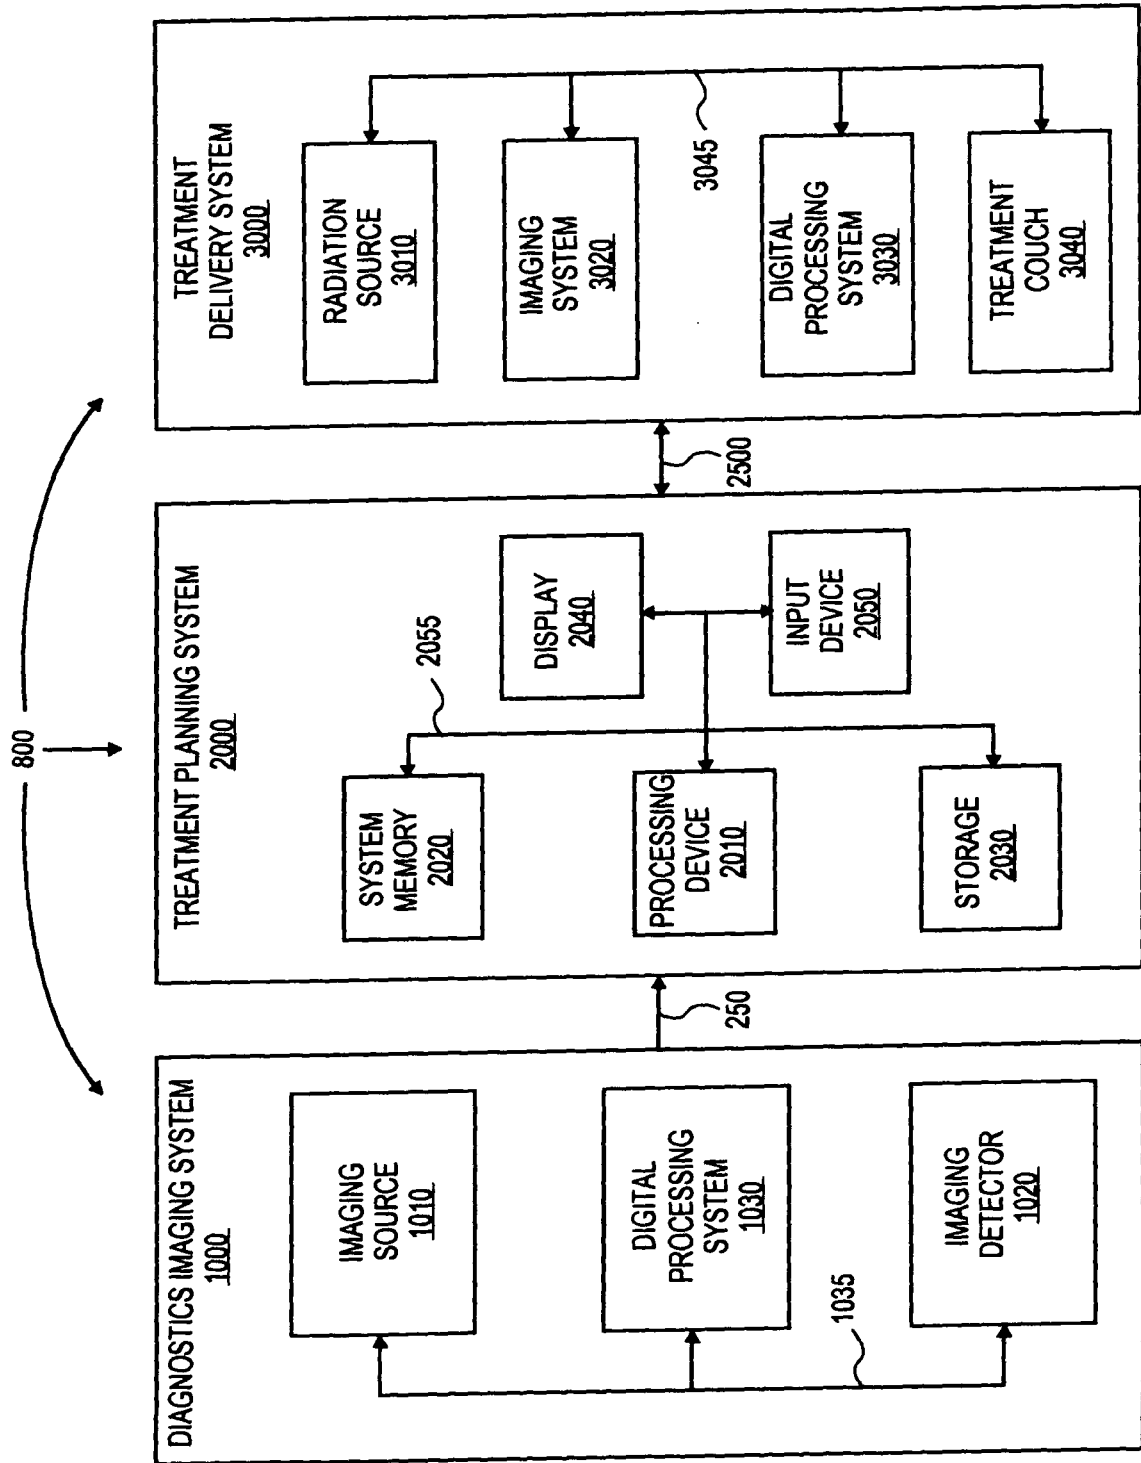 800
DIAGNOSTICS IMAGING SYSTEM
1000
IMAGING
SOURCE
1010
DIGITAL
PROCESSING
SYSTEM
1030
IMAGING
DETECTOR
1020
1035
250
TREATMENT PLANNING SYSTEM
2000
2055
SYSTEM
MEMORY
2020
PROCESSING
DEVICE
2010
STORAGE
2030
DISPLAY
2040
INPUT
DEVICE
2050
2500
TREATMENT
DELIVERY SYSTEM
3000
RADIATION
SOURCE
3010
IMAGING
SYSTEM
3020
DIGITAL
PROCESSING
SYSTEM
3030
TREATMENT
COUCH
3040
3045